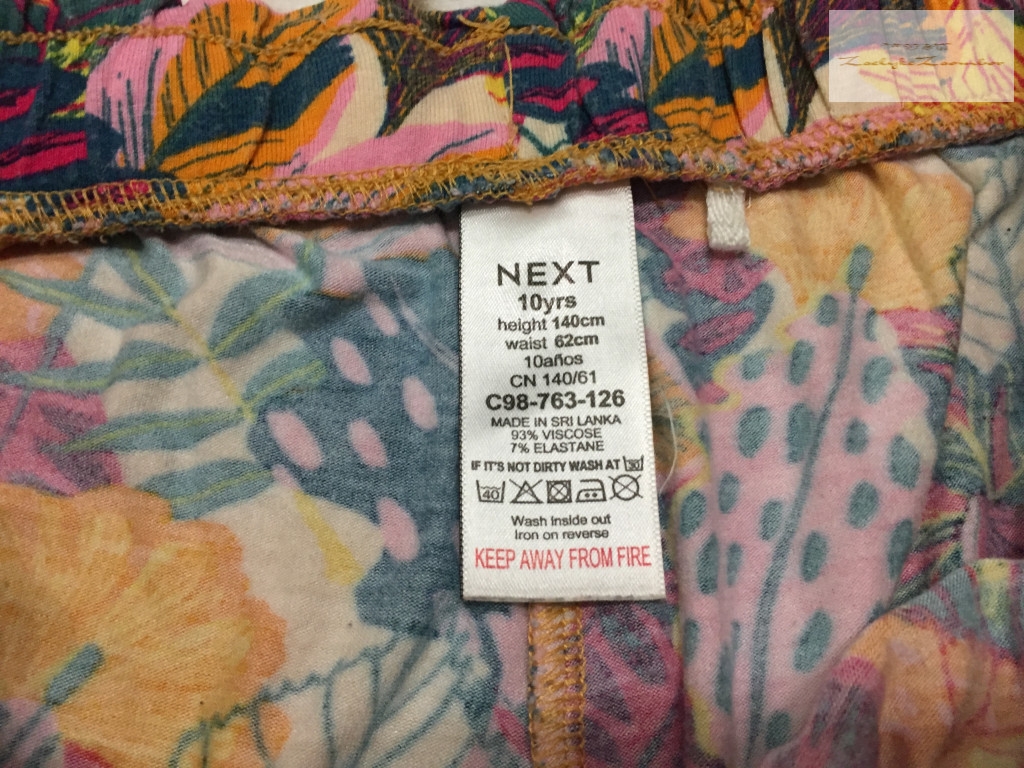 NEXT
10yrs
height 140cm
waist 62cm
10años
CN 140/61
C98-763-126
MADE IN SRI LANKA
93% VISCOSE
7% ELASTANE
IF IT'S NOT DIRTY WASH AT 30
40
Wash inside out
Iron on reverse
KEEP AWAY FROM FIRE